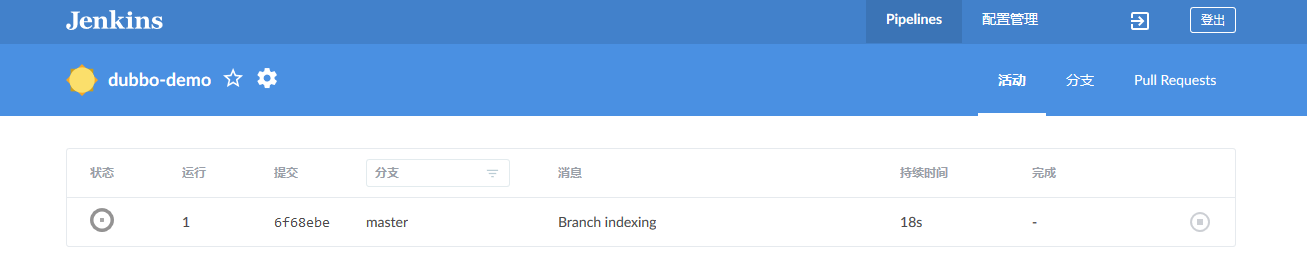 Jenkins Pipelines 配置管理 登出
dubbo-demo 活动 分支 Pull Requests
状态 运行 提交 分支 消息 持续时间 完成
1 6f68ebe master Branch indexing 18s -